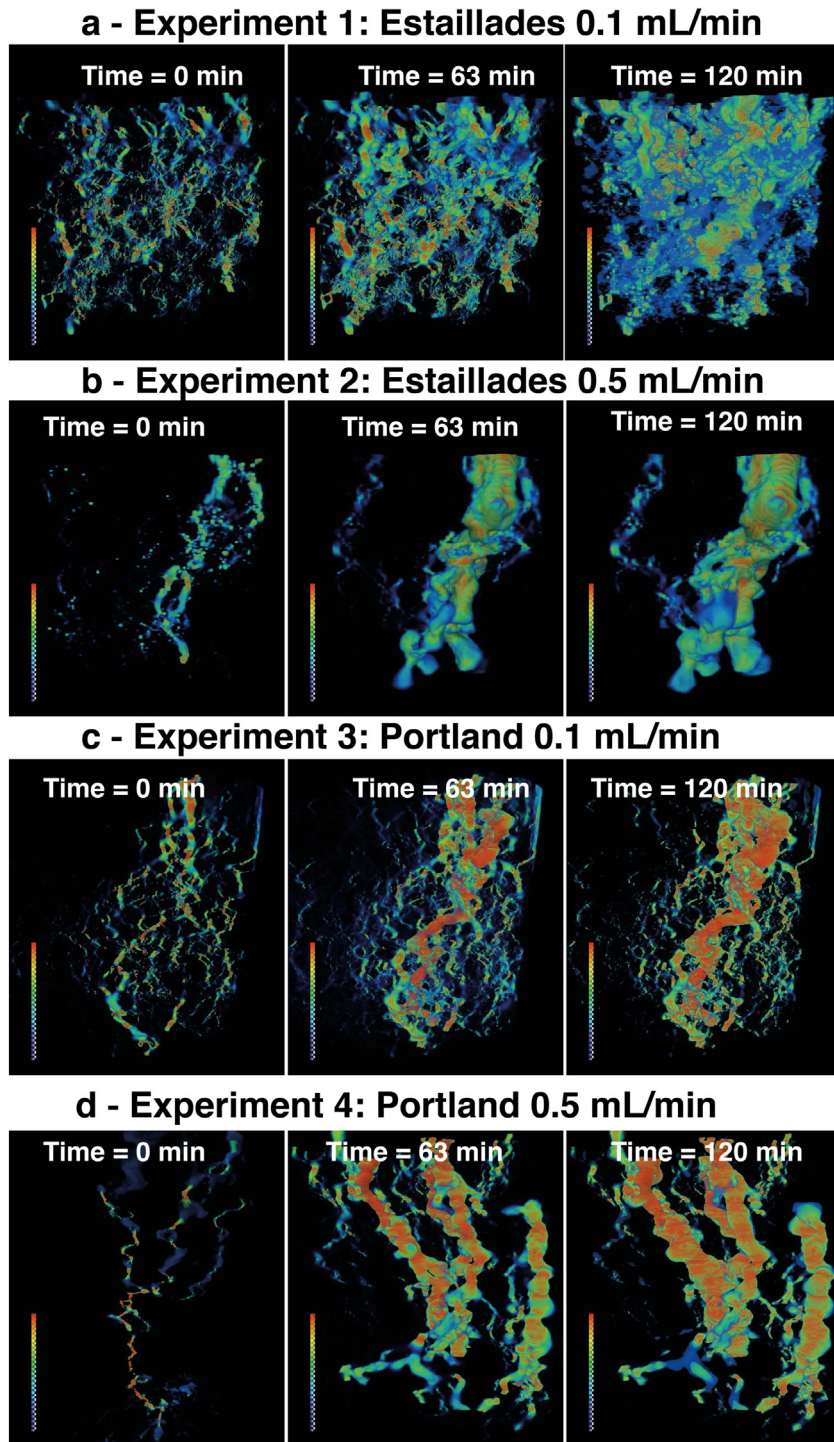 a - Experiment 1: Estaillades 0.1 mL/min
Time = 0 min
63 min
120 min
b - Experiment 2: Estaillades 0.5 mL/min
Time = 0 min
Time = 63 min
Time = 120 min
c - Experiment 3: Portland 0.1 mL/min
Time = 0 min
Time = 63 min
Time = 120 min
d - Experiment 4: Portland 0.5 mL/min
Time = 0 min
Time = 63 min
Time = 120 min